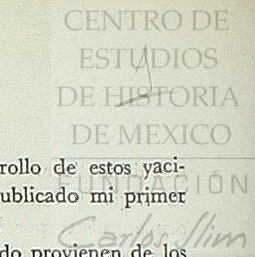 CENTRO DE
ESTUDIOS
DE HISTORIA
DE MEXICO
rollo de estos yaci-
FUNDACIÓN
ublicado mi primer
Carlos Slim
do provienen de los